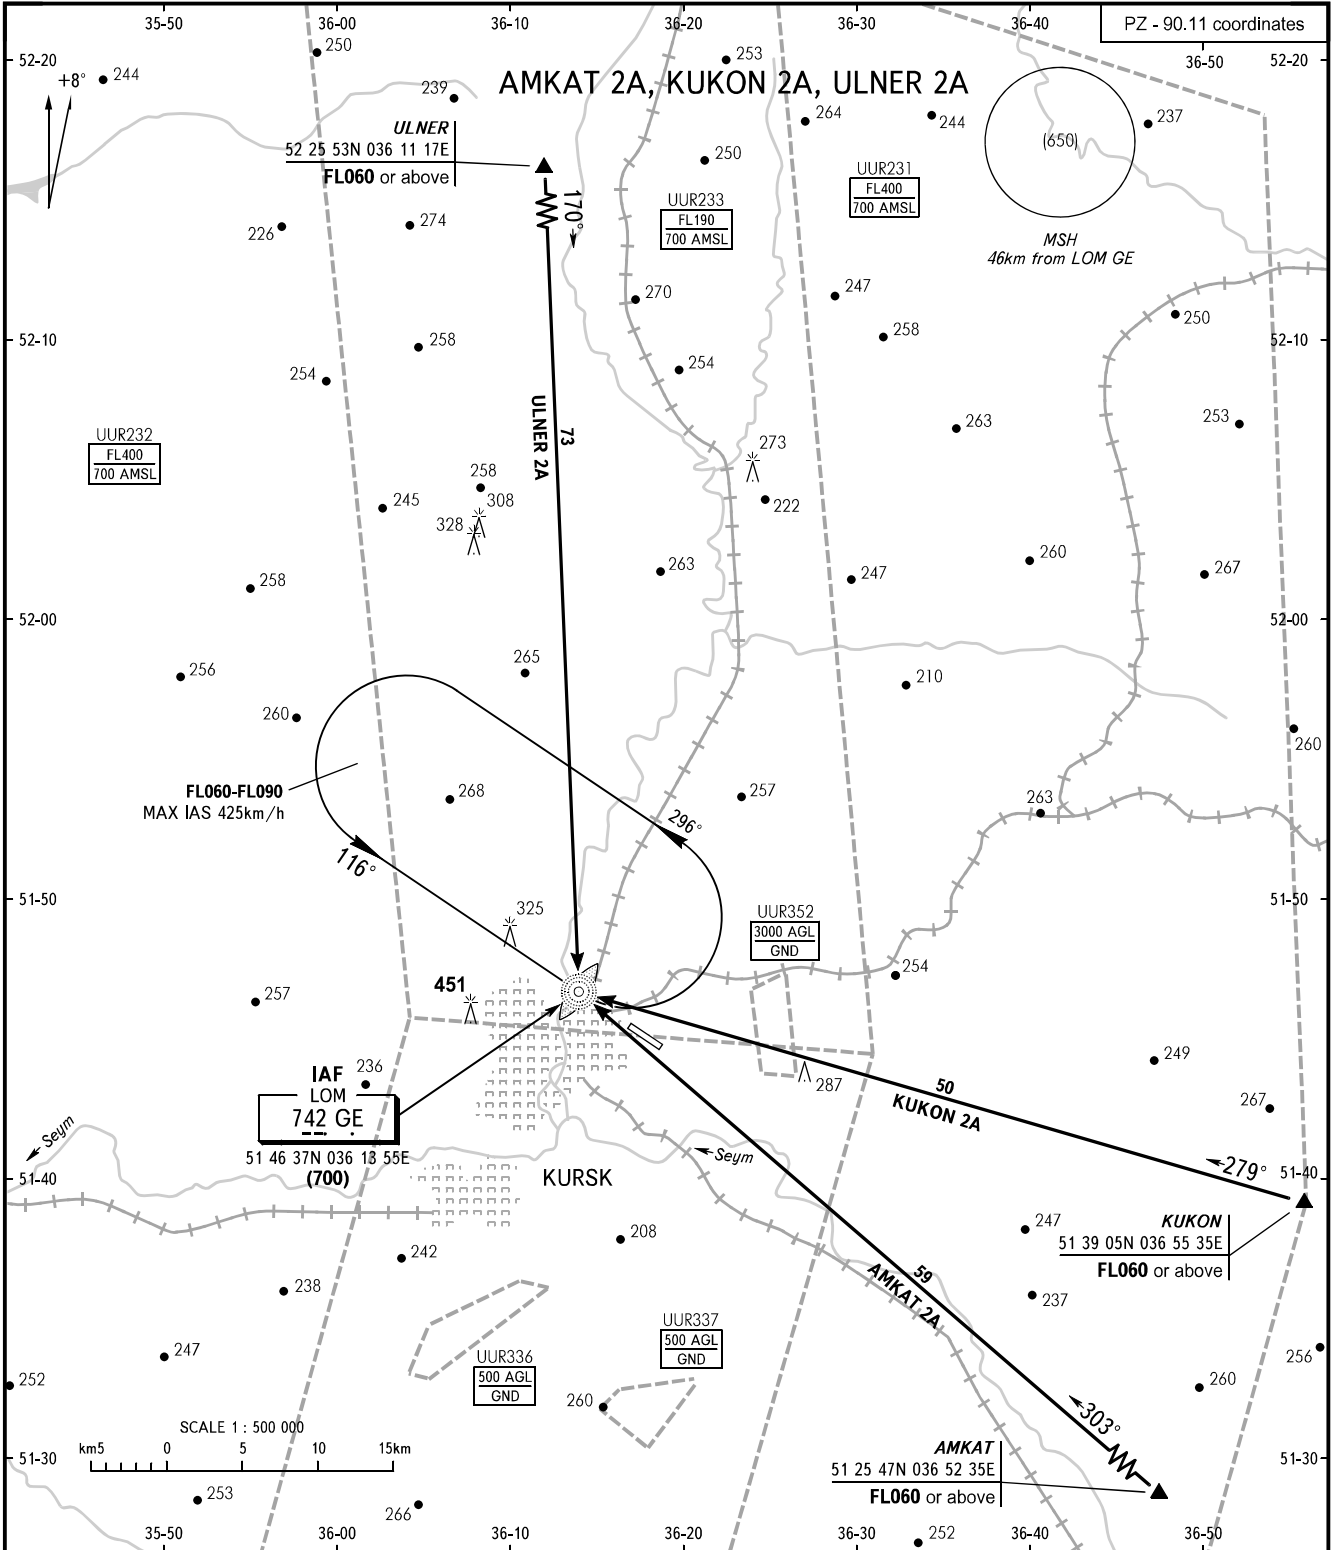 35-50
36-00
36-10
36-20
36-30
36-40
PZ - 90.11 coordinates
36-50
52-20
52-20
+8°
244
250
253
239
AMKAT 2A, KUKON 2A, ULNER 2A
264
244
237
ULNER
52 25 53N 036 11 17E
FL060 or above
(650)
250
UUR231
FL400
700 AMSL
UUR233
FL190
700 AMSL
170°
226
274
MSH
46km from LOM GE
270
247
250
52-10
52-10
258
258
254
254
253
263
UUR232
FL400
700 AMSL
ULNER 2A
73
273
258
308
328
245
222
263
247
260
267
258
52-00
52-00
256
265
210
260
260
FL060-FL090
MAX IAS 425km/h
268
257
263
296°
116°
51-50
51-50
325
UUR352
3000 AGL
GND
254
451
257
249
287
267
50
KUKON 2A
IAF
LOM
742 GE
51 46 37N 036 13 55E
(700)
236
Seym
Seym
KURSK
279°
51-40
51-40
KUKON
51 39 05N 036 55 35E
FL060 or above
247
208
242
238
237
59
AMKAT 2A
UUR337
500 AGL
GND
UUR336
500 AGL
GND
247
252
256
260
260
303°
SCALE 1 : 500 000
km5 0 5 10 15km
51-30
51-30
AMKAT
51 25 47N 036 52 35E
FL060 or above
253
266
252
35-50
36-00
36-10
36-20
36-30
36-40
36-50